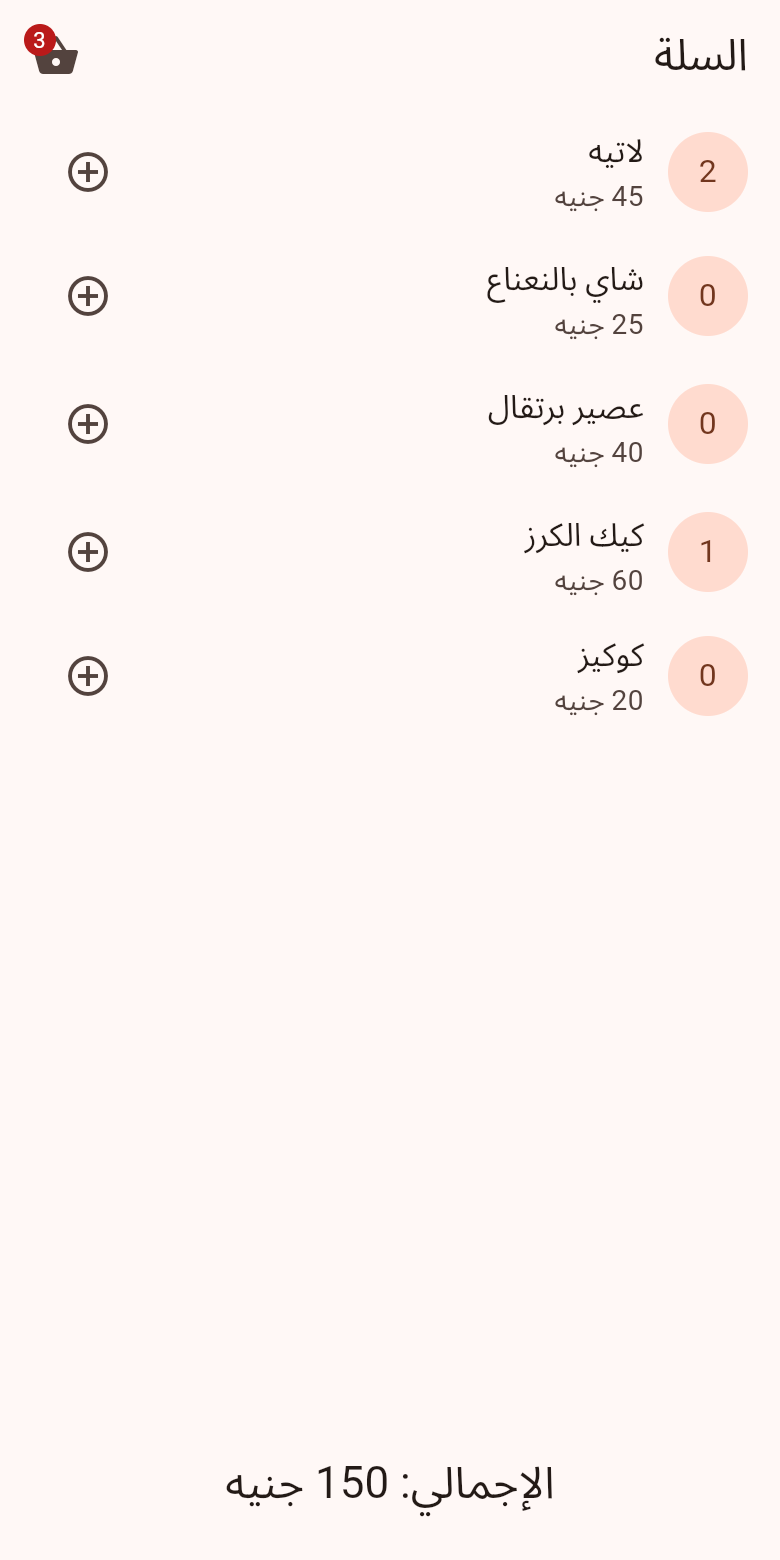 السلة
3
2
لاتيه
45 جنيه
0
شاي بالنعناع
25 جنيه
0
عصير برتقال
40 جنيه
1
كيك الكرز
60 جنيه
0
كوكيز
20 جنيه
الإجمالي: 150 جنيه